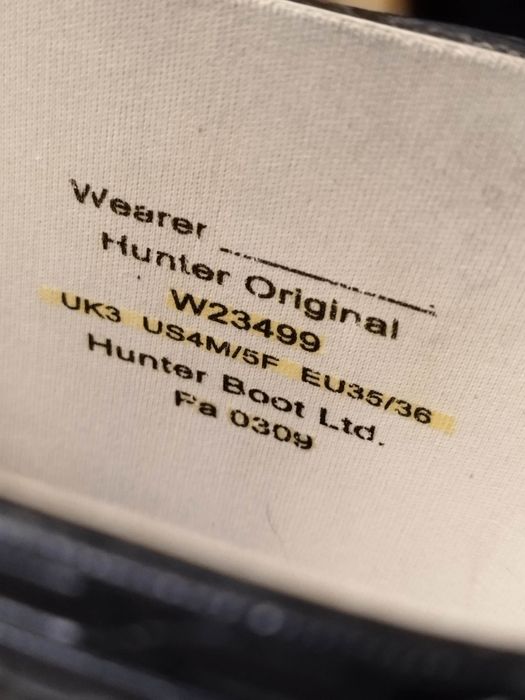 Wearer
Hunter Original
W23499
UK3 US4M/5F EU35/36
Hunter Boot Ltd.
Pa 0309